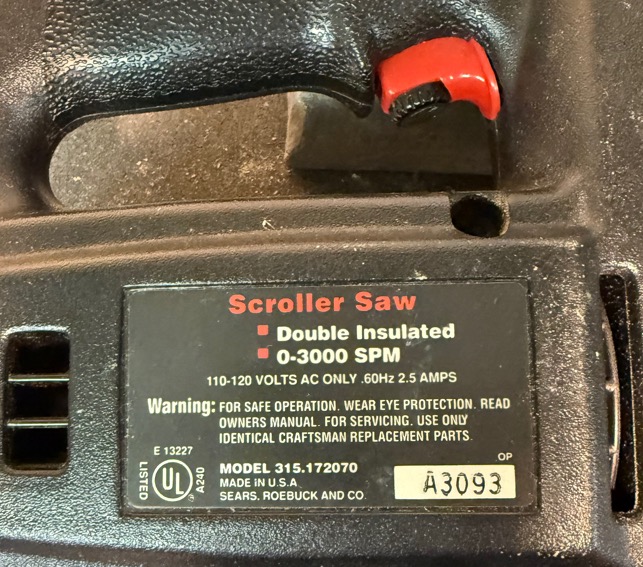 Scroller Saw
Double Insulated
0-3000 SPM
110-120 VOLTS AC ONLY .60Hz 2.5 AMPS
Warning: FOR SAFE OPERATION. WEAR EYE PROTECTION. READ
OWNERS MANUAL. FOR SERVICING. USE ONLY
IDENTICAL CRAFTSMAN REPLACEMENT PARTS.
E 13227
LISTED
UL
®
A240
MODEL 315.172070
MADE IN U.S.A.
SEARS, ROEBUCK AND CO.
OP
A3093